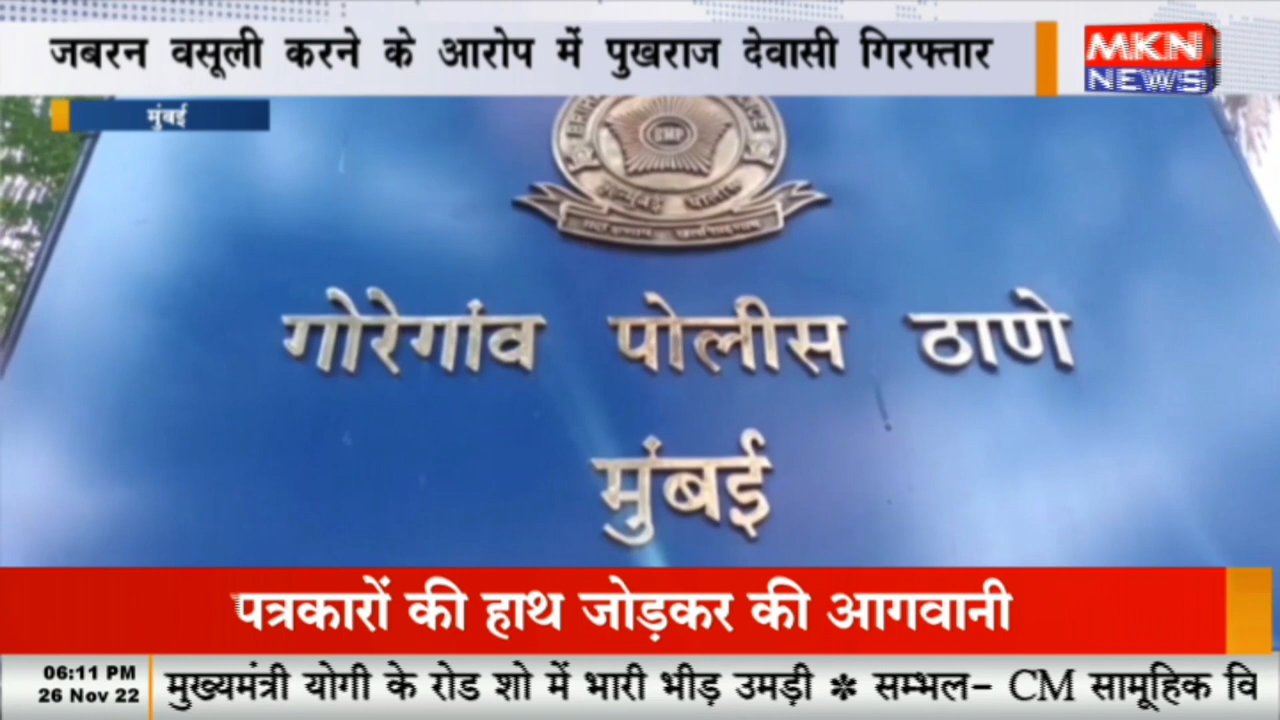 जबरन वसूली करने के आरोप में पुखराज देवासी गिरफ्तार
MKN
NEWS
मुंबई
गोरेगांव पोलीस ठाणे
मुंबई
पत्रकारों की हाथ जोड़कर की आगवानी
06:11 PM
26 Nov 22
मुख्यमंत्री योगी के रोड शो में भारी भीड़ उमड़ी * सम्भल- CM सामूहिक वि